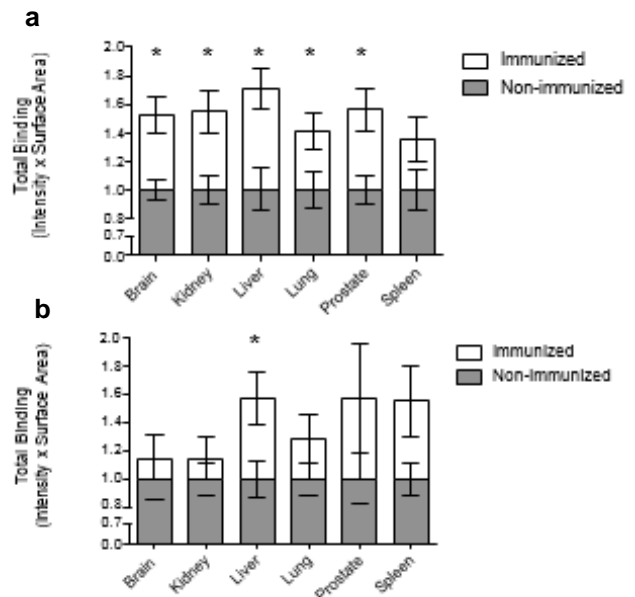 a
2.0
1.8
1.6
1.4
1.2
1.0
0.8
0.7
0.0
Total Binding
(Intensity x Surface Area)
* * * * *
Immunized
Non-immunized
Brain Kidney Liver Lung Prostate Spleen
b
2.0
1.8
1.6
1.4
1.2
1.0
0.8
0.7
0.0
Total Binding
(Intensity x Surface Area)
*
Immunized
Non-immunized
Brain Kidney Liver Lung Prostate Spleen